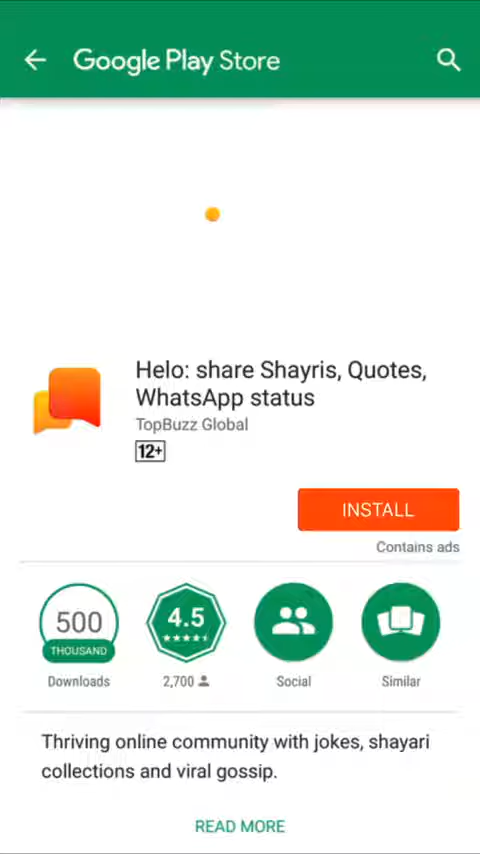 Google Play Store
Helo: share Shayris, Quotes,
WhatsApp status
TopBuzz Global
12+
INSTALL
Contains ads
500
THOUSAND
Downloads
4.5
2,700
Social
Similar
Thriving online community with jokes, shayari
collections and viral gossip.
READ MORE